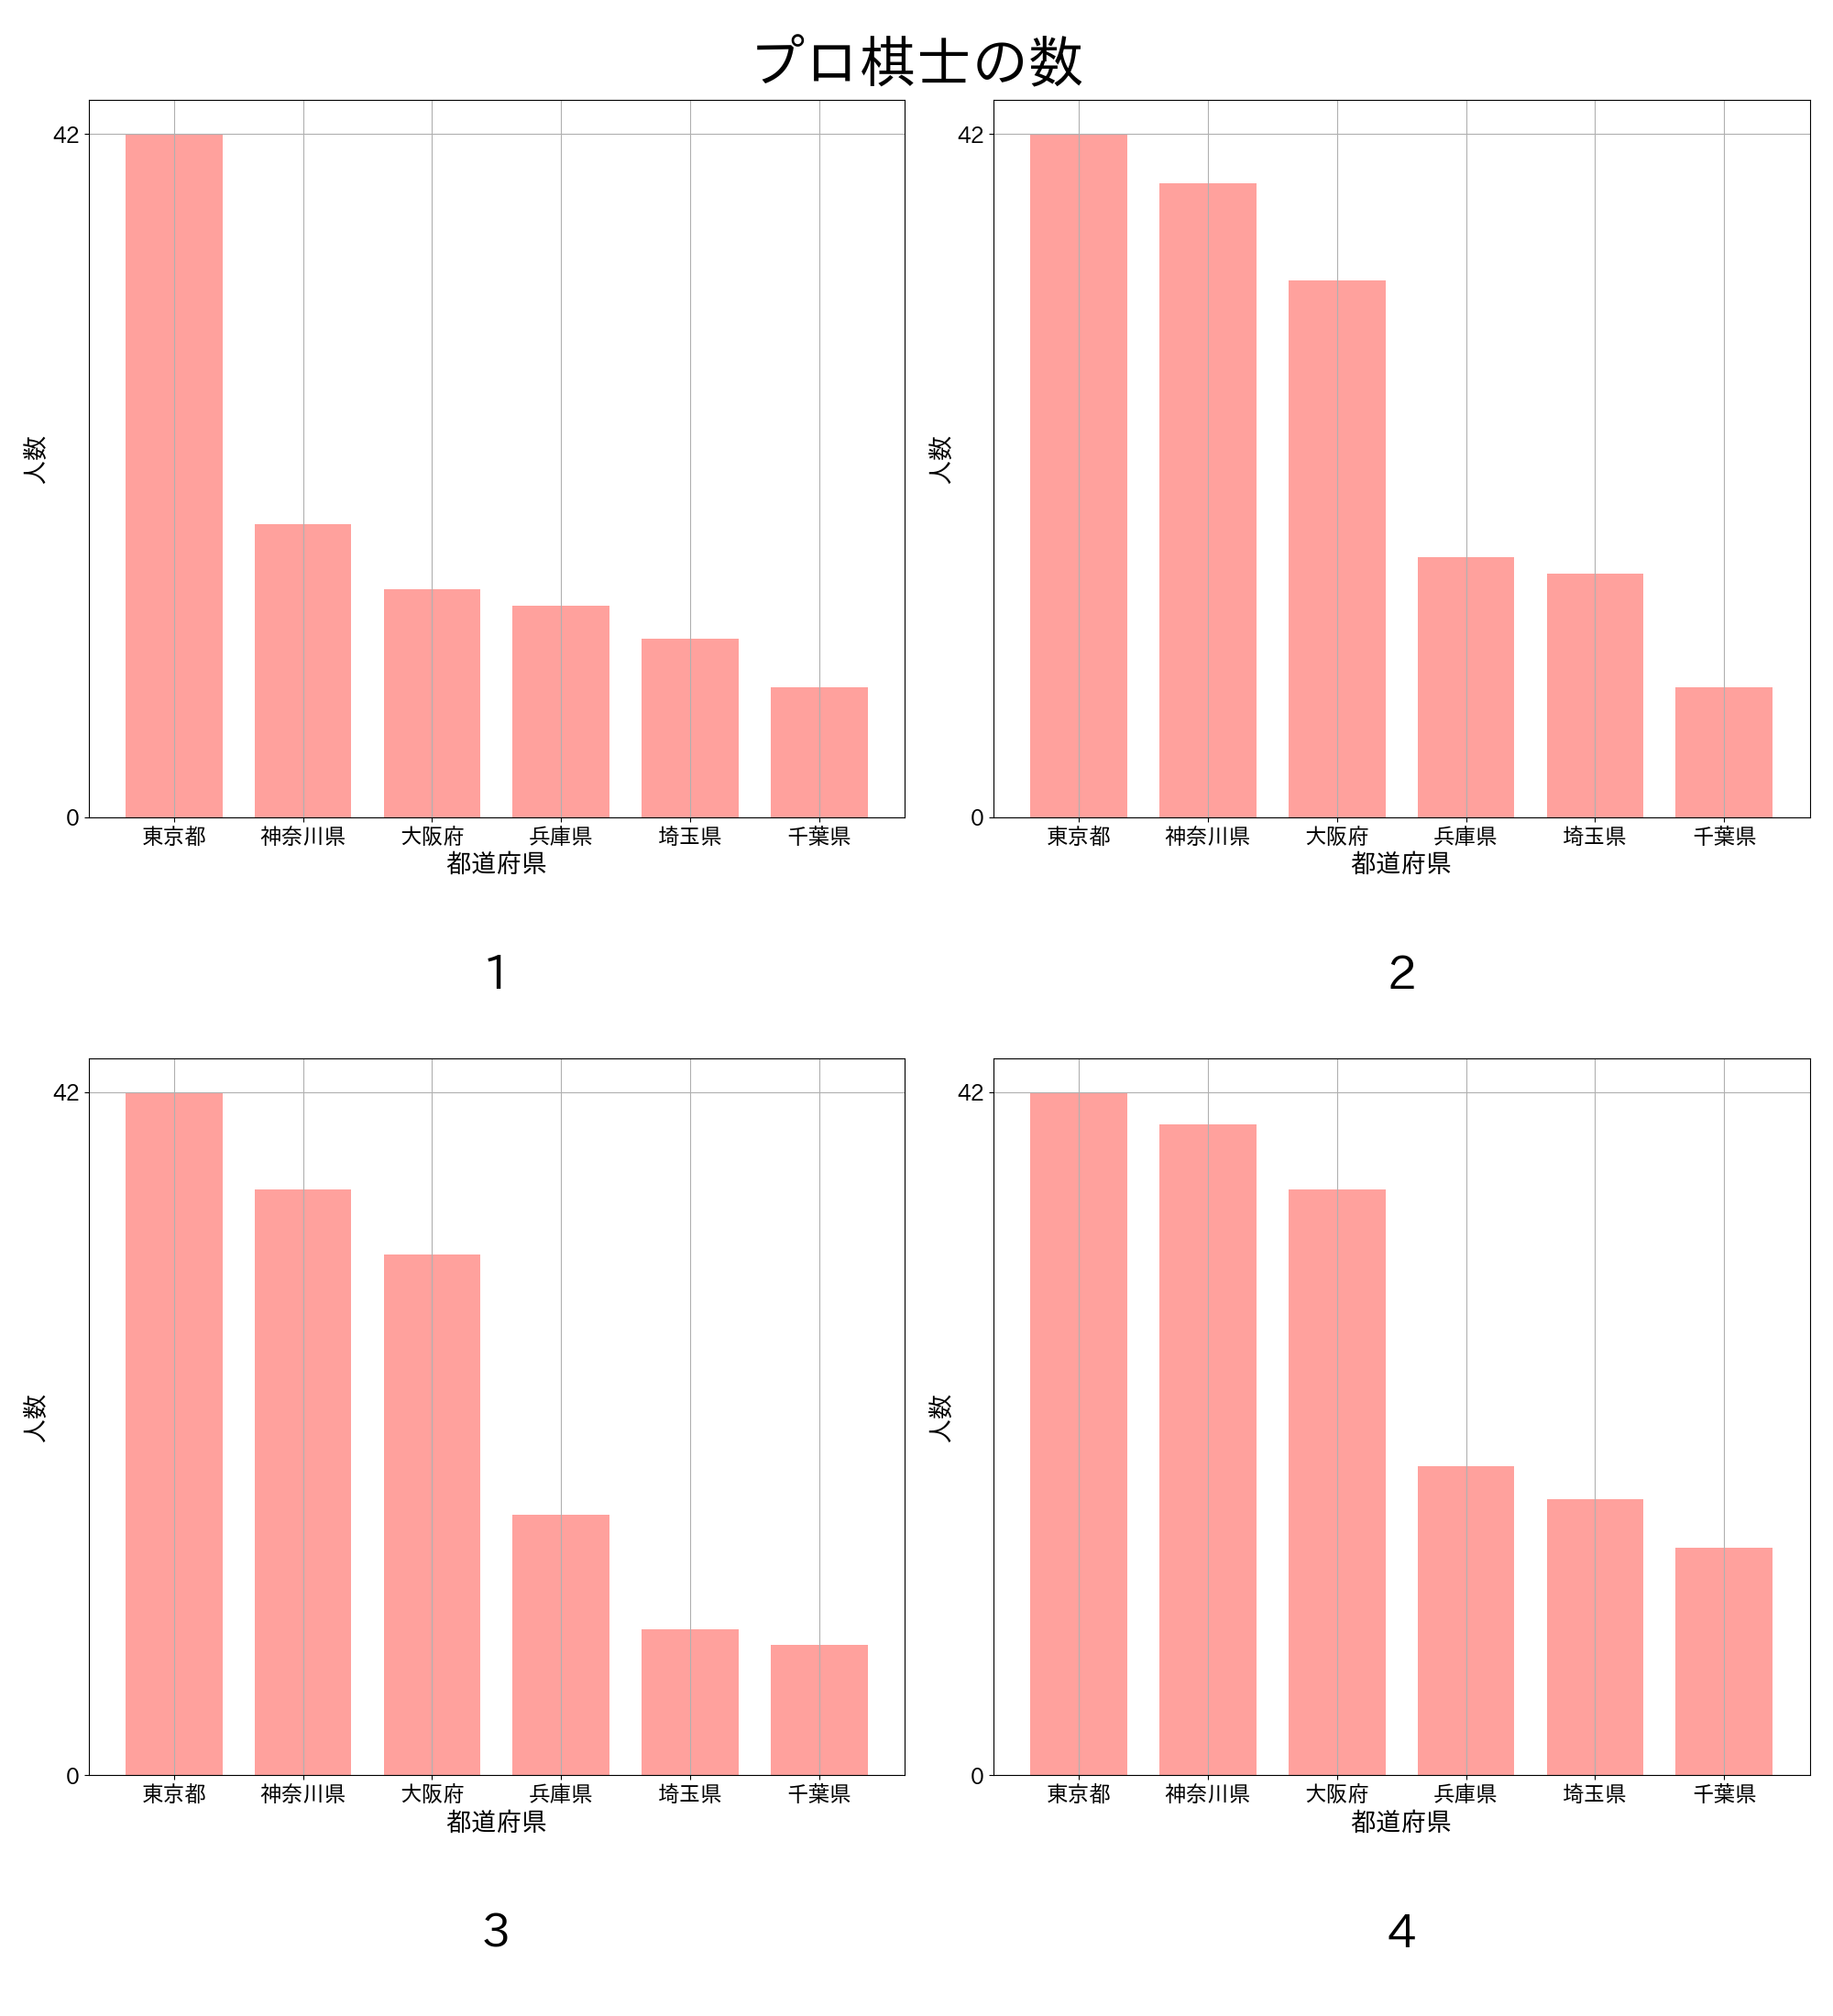 プロ棋士の数
42
0
人数
東京都 神奈川県 大阪府 兵庫県 埼玉県 千葉県
都道府県
1
42
0
人数
東京都 神奈川県 大阪府 兵庫県 埼玉県 千葉県
都道府県
2
42
0
人数
東京都 神奈川県 大阪府 兵庫県 埼玉県 千葉県
都道府県
3
42
0
人数
東京都 神奈川県 大阪府 兵庫県 埼玉県 千葉県
都道府県
4